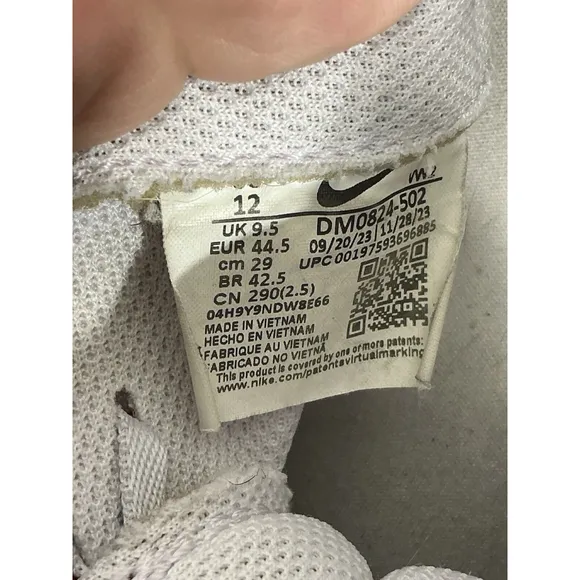 12
UK 9.5
EUR 44.5
cm 29
BR 42.5
CN 290(2.5)
DM0824-502
09/20/23 | 11/28/23
UPC 00197593696885
04H9Y9NDW8E66
MADE IN VIETNAM
HECHO EN VIETNAM
FABRIQUE AU VIETNAM
FABRICADO NO VIETNÃ
This product is covered by one or more patents:
www.nike.com/patentsvirtualmarking